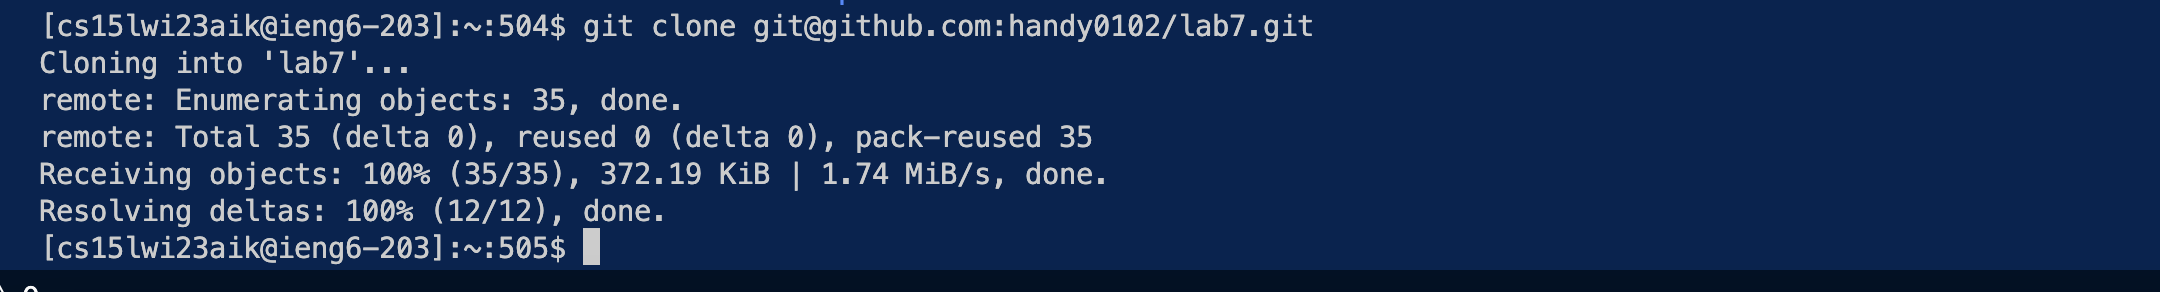 [cs15lwi23aik@ieng6-203]:~:504$ git clone git@github.com:handy0102/lab7.git
Cloning into 'lab7'...
remote: Enumerating objects: 35, done.
remote: Total 35 (delta 0), reused 0 (delta 0), pack-reused 35
Receiving objects: 100% (35/35), 372.19 KiB | 1.74 MiB/s, done.
Resolving deltas: 100% (12/12), done.
[cs15lwi23aik@ieng6-203]:~:505$